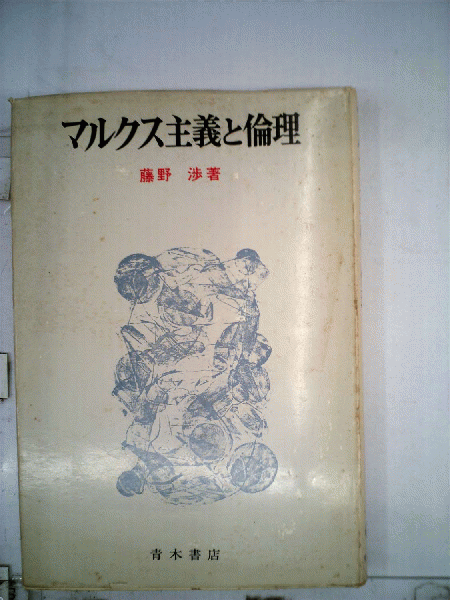 マルクス主義と倫理
藤野 渉著
青木書店